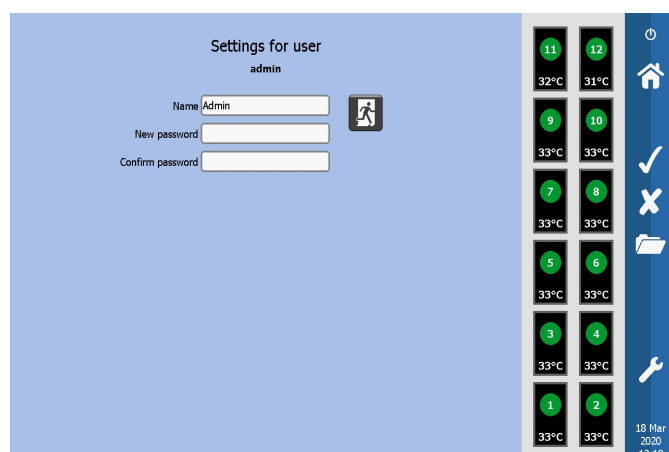 Settings for user
admin
Name Admin
New password
Confirm password
11 12
32°C 31°C
9 10
33°C 33°C
7 8
33°C 33°C
5 6
33°C 33°C
3 4
33°C 33°C
1 2
33°C 33°C
18 Mar
2020